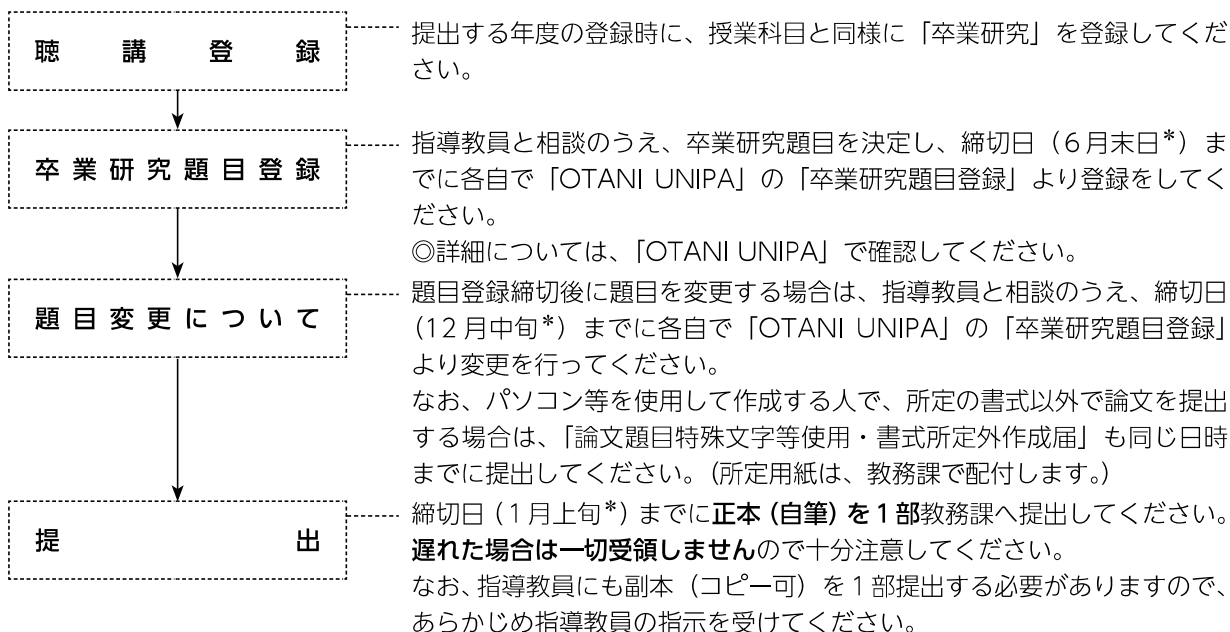 聴講登録
提出する年度の登録時に、授業科目と同様に「卒業研究」を登録してくだ
さい。
卒業研究題目登録
指導教員と相談のうえ、卒業研究題目を決定し、締切日（6月末日*）ま
でに各自で「OTANI UNIPA」の「卒業研究題目登録」より登録をしてく
ださい。
◎詳細については、「OTANI UNIPA」で確認してください。
題目変更について
題目登録締切後に題目を変更する場合は、指導教員と相談のうえ、締切日
（12月中旬*）までに各自で「OTANI UNIPA」の「卒業研究題目登録」
より変更を行ってください。
なお、パソコン等を使用して作成する人で、所定の書式以外で論文を提出
する場合は、「論文題目特殊文字等使用・書式所定外作成届」も同じ日時
までに提出してください。（所定用紙は、教務課で配付します。）
提出
締切日（1月上旬*）までに正本（自筆）を1部教務課へ提出してください。
遅れた場合は一切受領しませんので十分注意してください。
なお、指導教員にも副本（コピー可）を1部提出する必要がありますので、
あらかじめ指導教員の指示を受けてください。